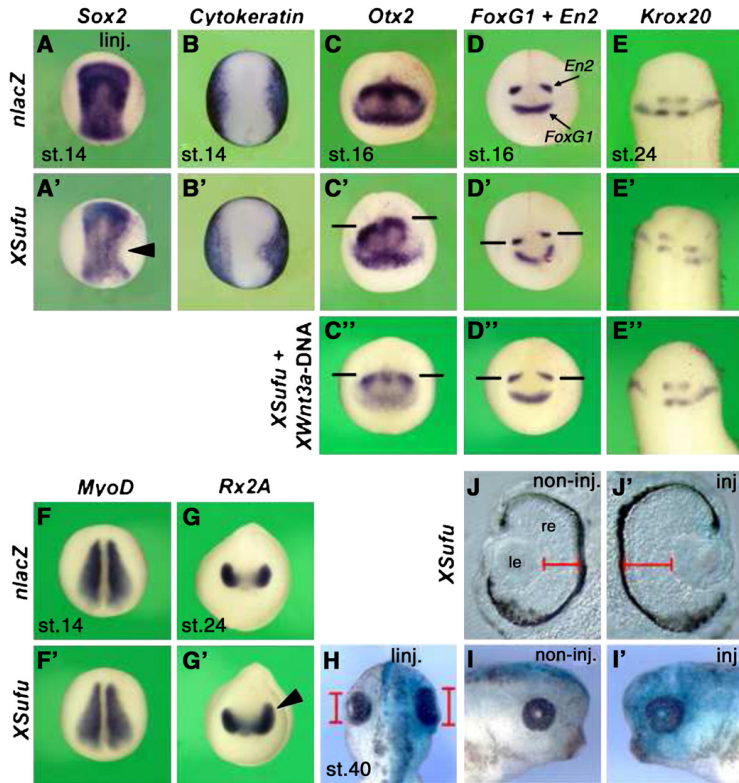 Sox2 Cytokeratin Otx2 FoxG1 + En2 Krox20
nlacZ
A linj. st.14
B st.14
C st.16
D En2 FoxG1 st.16
E st.24
XSufu
A'
B'
C'
D'
E'
XSufu +
XWnt3a-DNA
C''
D''
E''
MyoD Rx2A
nlacZ
F st.14
G st.24
XSufu
J non-inj. re le
J' inj
XSufu
F'
G'
H linj. st.40
I non-inj.
I' inj